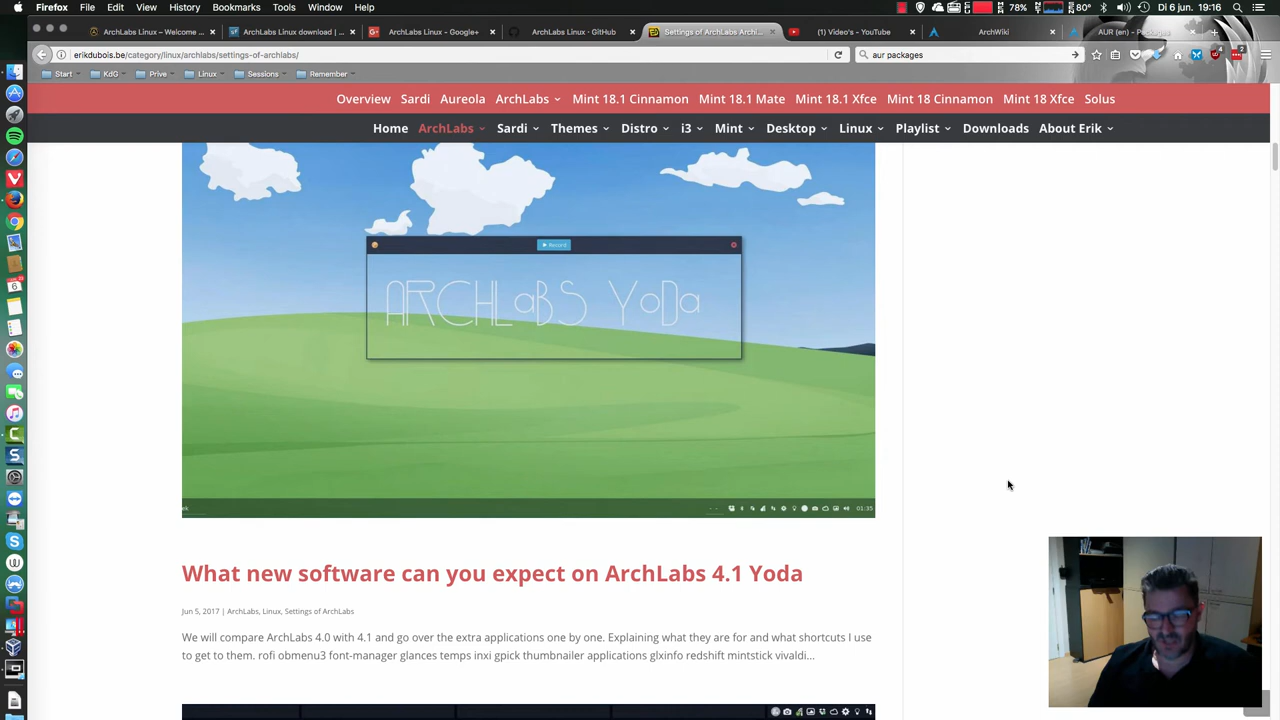 Firefox File Edit View History Bookmarks Tools Window Help 78% 80° Di 6 jun. 19:16
ArchLabs Linux – Welcome ... ArchLabs Linux download | ... ArchLabs Linux - Google+ ArchLabs Linux · GitHub Settings of ArchLabs Archi... (1) Video's - YouTube ArchWiki AUR (en) - Packages
erikdubois.be/category/linux/archlabs/settings-of-archlabs/ aur packages
Start KdG Prive Linux Sessions Remember
Overview Sardi Aureola ArchLabs Mint 18.1 Cinnamon Mint 18.1 Mate Mint 18.1 Xfce Mint 18 Cinnamon Mint 18 Xfce Solus
Home ArchLabs Sardi Themes Distro i3 Mint Desktop Linux Playlist Downloads About Erik
Record
ARCHLaBS YoDa
01:35
What new software can you expect on ArchLabs 4.1 Yoda
Jun 5, 2017 | ArchLabs, Linux, Settings of ArchLabs
We will compare ArchLabs 4.0 with 4.1 and go over the extra applications one by one. Explaining what they are for and what shortcuts I use
to get to them. rofi obmenu3 font-manager glances temps inxi gpick thumbnailer applications glxinfo redshift mintstick vivaldi...